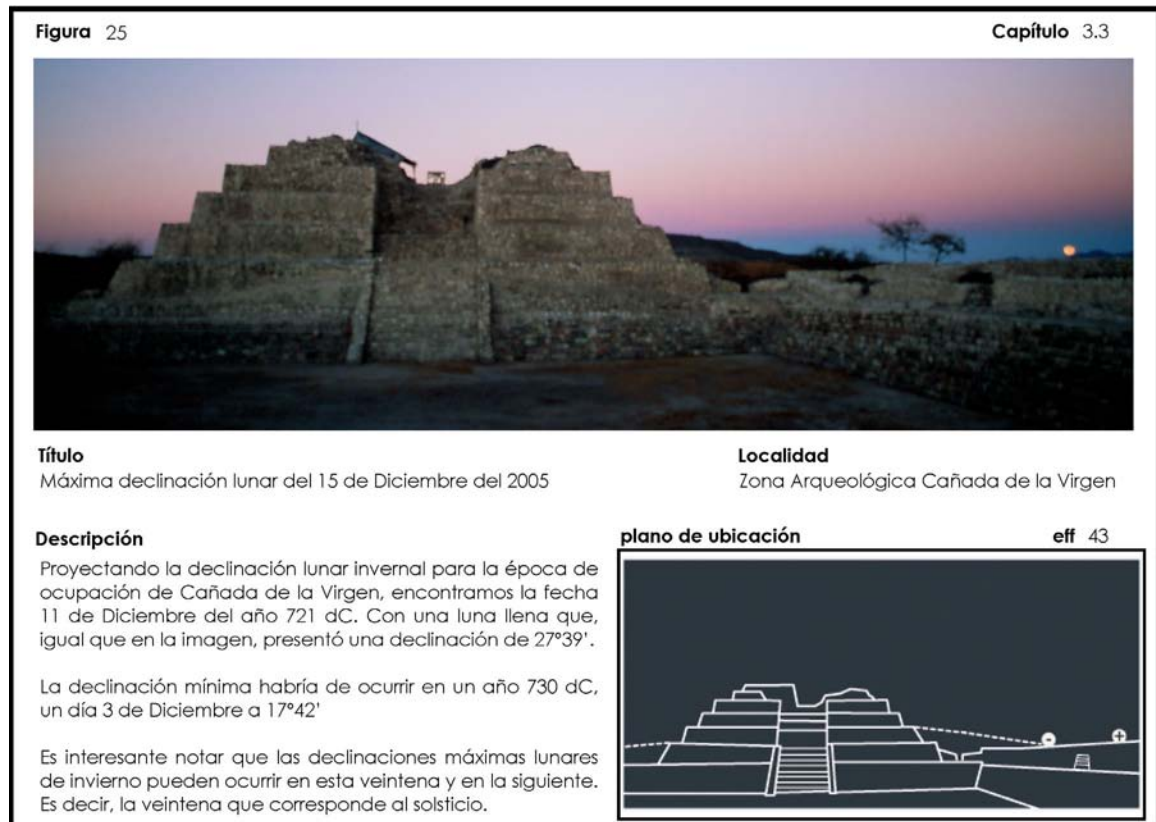 Figura 25
Capítulo 3.3
Título
Máxima declinación lunar del 15 de Diciembre del 2005
Localidad
Zona Arqueológica Cañada de la Virgen
Descripción
Proyectando la declinación lunar invernal para la época de
ocupación de Cañada de la Virgen, encontramos la fecha
11 de Diciembre del año 721 dC. Con una luna llena que,
igual que en la imagen, presentó una declinación de 27º39'.
La declinación mínima habría de ocurrir en un año 730 dC,
un día 3 de Diciembre a 17º42'
Es interesante notar que las declinaciones máximas lunares
de invierno pueden ocurrir en esta veintena y en la siguiente.
Es decir, la veintena que corresponde al solsticio.
plano de ubicación
eff 43
- +